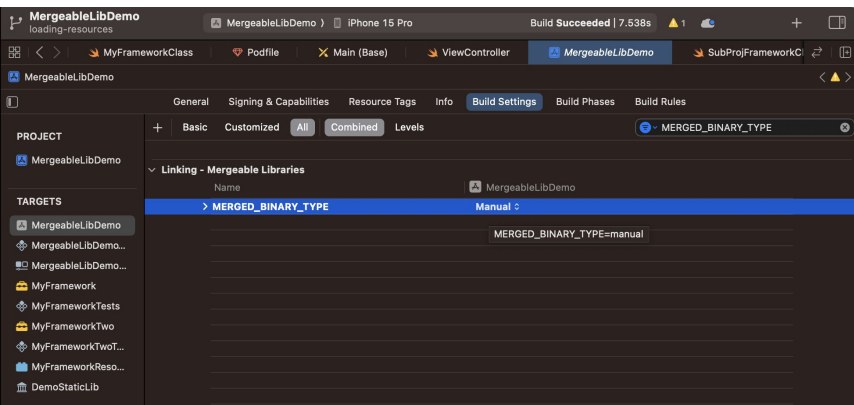 MergeableLibDemo
loading-resources
MergeableLibDemo 〉 iPhone 15 Pro
Build Succeeded | 7.538s
1
MyFrameworkClass
Podfile
Main (Base)
ViewController
MergeableLibDemo
SubProjFrameworkCl
MergeableLibDemo
General
Signing & Capabilities
Resource Tags
Info
Build Settings
Build Phases
Build Rules
PROJECT
MergeableLibDemo
TARGETS
MergeableLibDemo
MergeableLibDemo...
MergeableLibDemo...
MyFramework
MyFrameworkTests
MyFrameworkTwo
MyFrameworkTwoT...
MyFrameworkReso...
DemoStaticLib
+ Basic Customized All Combined Levels
MERGED_BINARY_TYPE
Linking - Mergeable Libraries
Name
MergeableLibDemo
MERGED_BINARY_TYPE
Manual
MERGED_BINARY_TYPE=manual